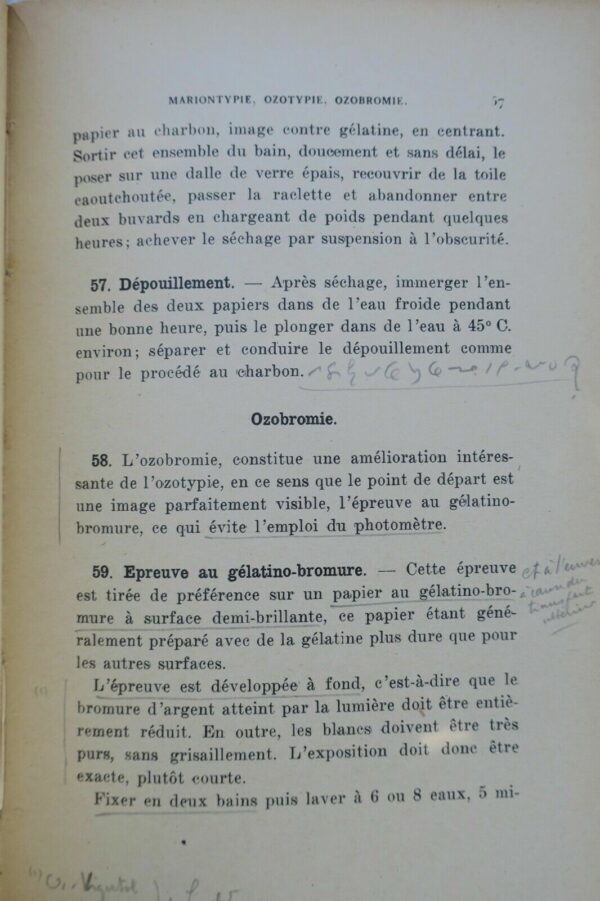 MARIONTYPIE, OZOTYPIE, OZOBROMIE. 57
papier au charbon, image contre gélatine, en centrant.
Sortir cet ensemble du bain, doucement et sans délai, le
poser sur une dalle de verre épais, recouvrir de la toile
caoutchoutée, passer la raclette et abandonner entre
deux buvards en chargeant de poids pendant quelques
heures; achever le séchage par suspension à l'obscurité.
57. Dépouillement. — Après séchage, immerger l'en-
semble des deux papiers dans de l'eau froide pendant
une bonne heure, puis le plonger dans de l'eau à 45° C.
environ; séparer et conduire le dépouillement comme
pour le procédé au charbon.
Ozobromie.
58. L'ozobromie, constitue une amélioration intéres-
sante de l'ozotypie, en ce sens que le point de départ est
une image parfaitement visible, l'épreuve au gélatino-
bromure, ce qui évite l'emploi du photomètre.
59. Epreuve au gélatino-bromure. — Cette épreuve
est tirée de préférence sur un papier au gélatino-bro-
mure à surface demi-brillante, ce papier étant géné-
ralement préparé avec de la gélatine plus dure que pour
les autres surfaces.
et à l'envers
à cause du
transfert
ultérieur
(1)
L'épreuve est développée à fond, c'est-à-dire que le
bromure d'argent atteint par la lumière doit être entiè-
rement réduit. En outre, les blancs doivent être très
purs, sans grisaillement. L'exposition doit donc être
exacte, plutôt courte.
Fixer en deux bains puis laver à 6 ou 8 eaux, 5 mi-
(1)